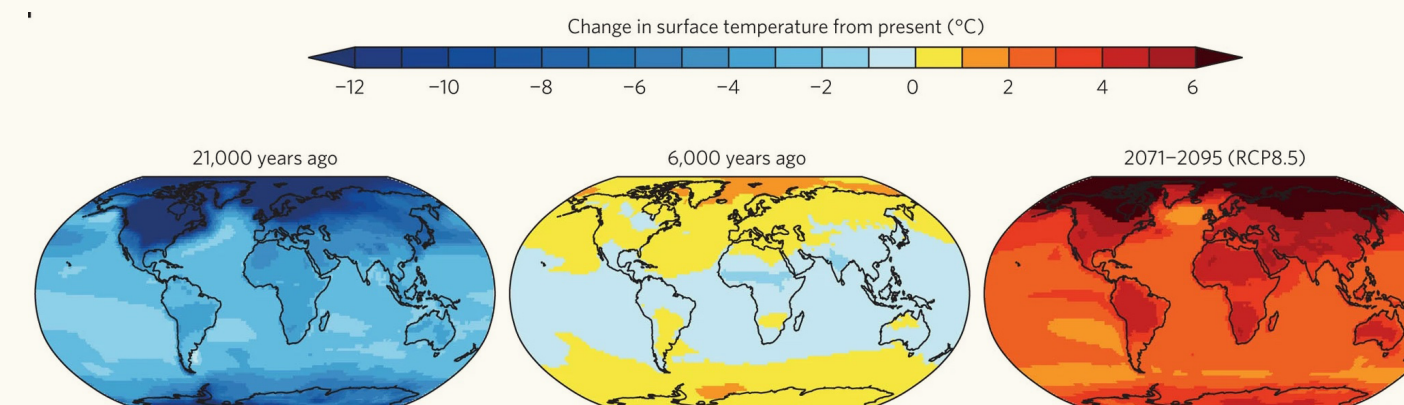 Change in surface temperature from present (°C)
−12 −10 −8 −6 −4 −2 0 2 4 6
21,000 years ago 6,000 years ago 2071–2095 (RCP8.5)